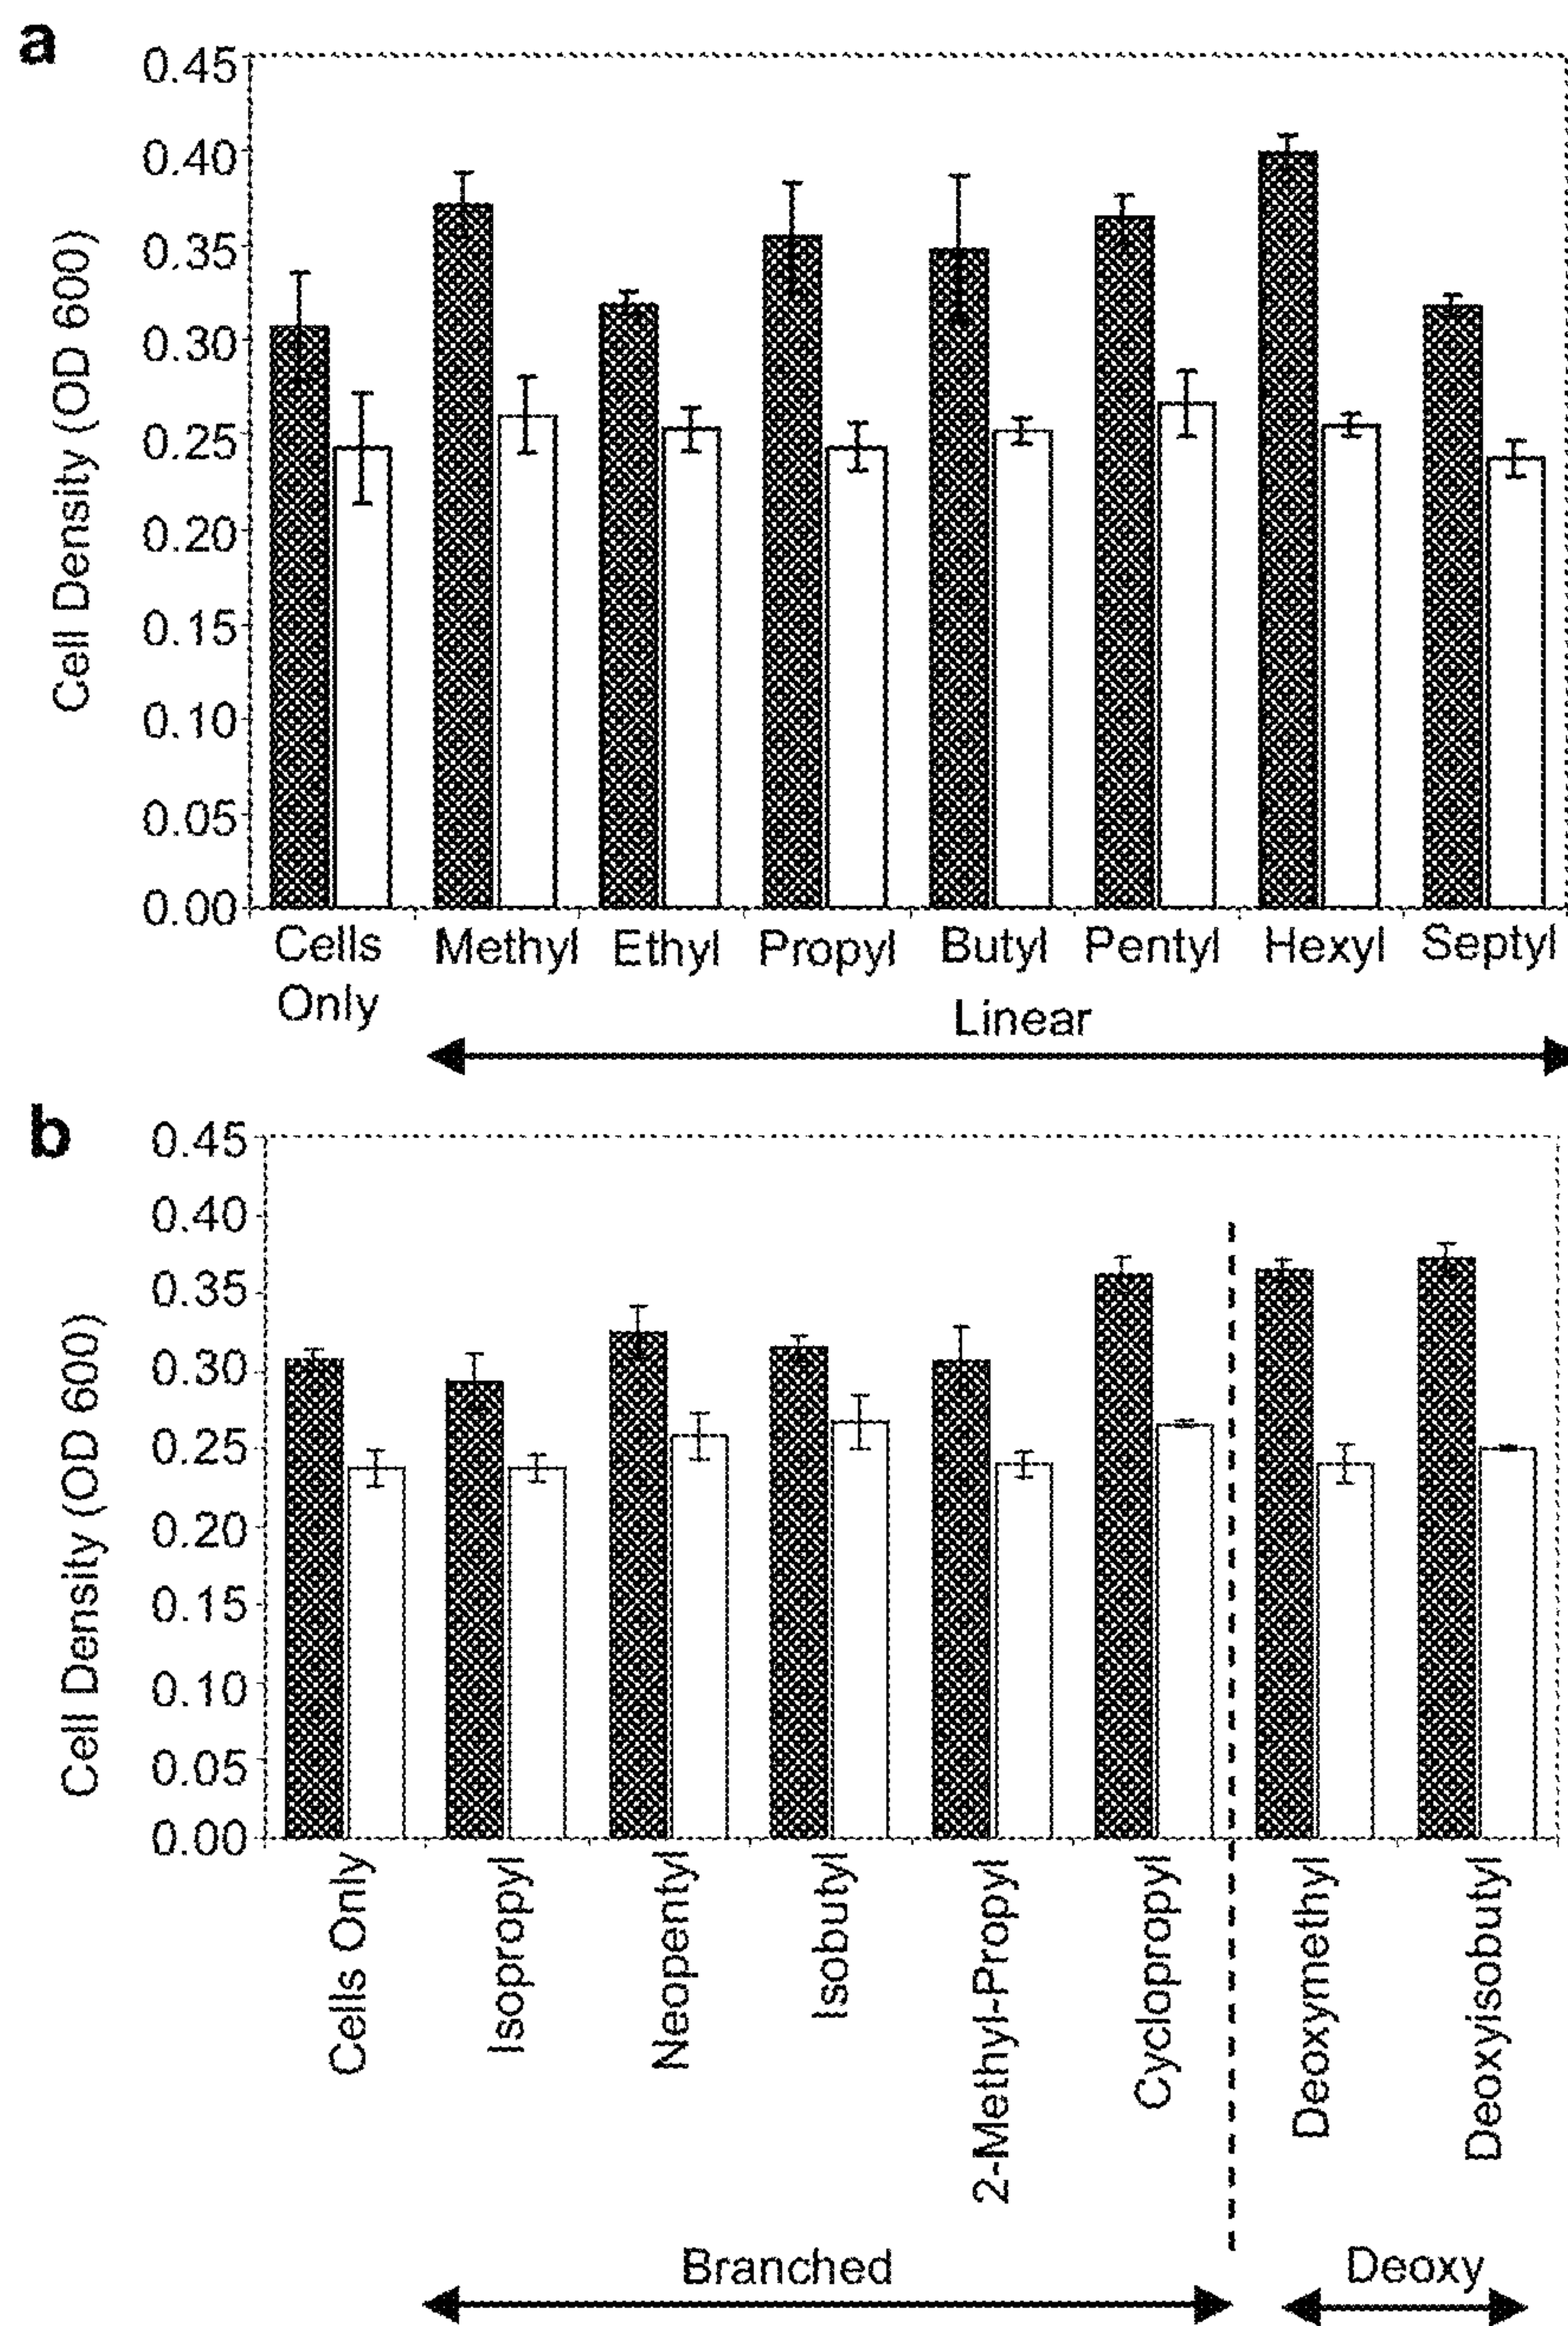 a
0.45
0.40
0.35
0.30
0.25
0.20
0.15
0.10
0.05
0.00
Cell Density (OD 600)
Cells Only
Methyl
Ethyl
Propyl
Butyl
Pentyl
Hexyl
Septyl
Linear
b
0.45
0.40
0.35
0.30
0.25
0.20
0.15
0.10
0.05
0.00
Cell Density (OD 600)
Cells Only
Isopropyl
Neopentyl
Isobutyl
2-Methyl-Propyl
Cyclopropyl
Deoxymethyl
Deoxyisobutyl
Branched
Deoxy